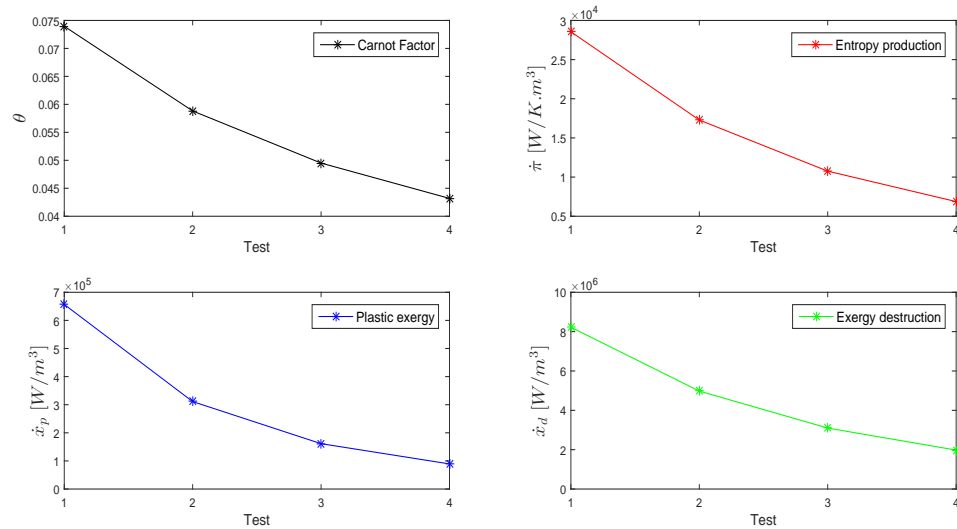 0.075
0.07
0.065
0.06
0.055
0.05
0.045
0.04
θ
Carnot Factor
1 2 3 4
Test
×10⁴
3
2.5
2
1.5
1
0.5
π̇ [W/K.m³]
Entropy production
1 2 3 4
Test
×10⁵
7
6
5
4
3
2
1
0
ẋₚ [W/m³]
Plastic exergy
1 2 3 4
Test
×10⁶
10
8
6
4
2
0
ẋ_d [W/m³]
Exergy destruction
1 2 3 4
Test